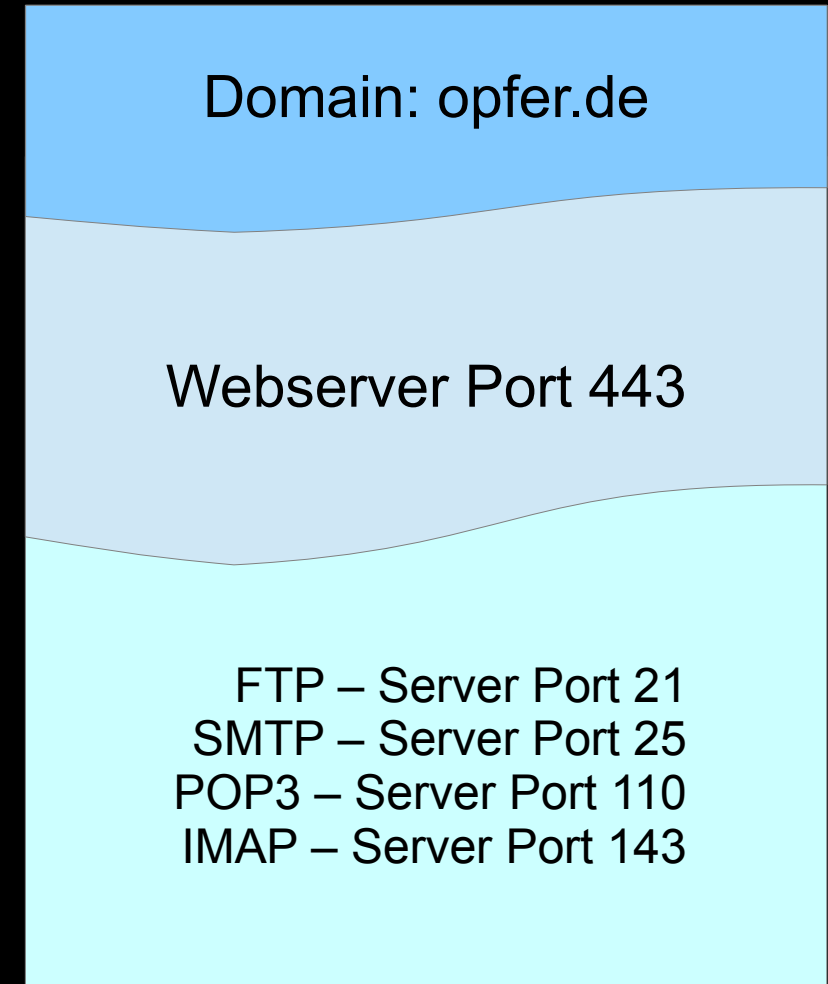 Domain: opfer.de
Webserver Port 443
FTP – Server Port 21
SMTP – Server Port 25
POP3 – Server Port 110
IMAP – Server Port 143